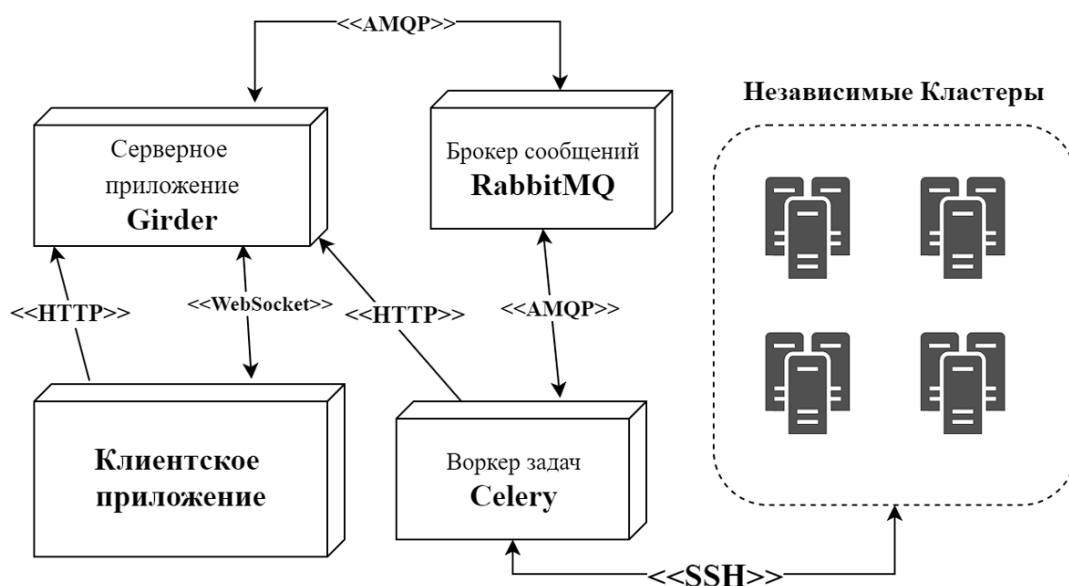 <<AMQP>>
Независимые Кластеры
Серверное
приложение
Girder
Брокер сообщений
RabbitMQ
<<HTTP>>
<<WebSocket>>
<<HTTP>>
<<AMQP>>
Клиентское
приложение
Воркер задач
Celery
<<SSH>>